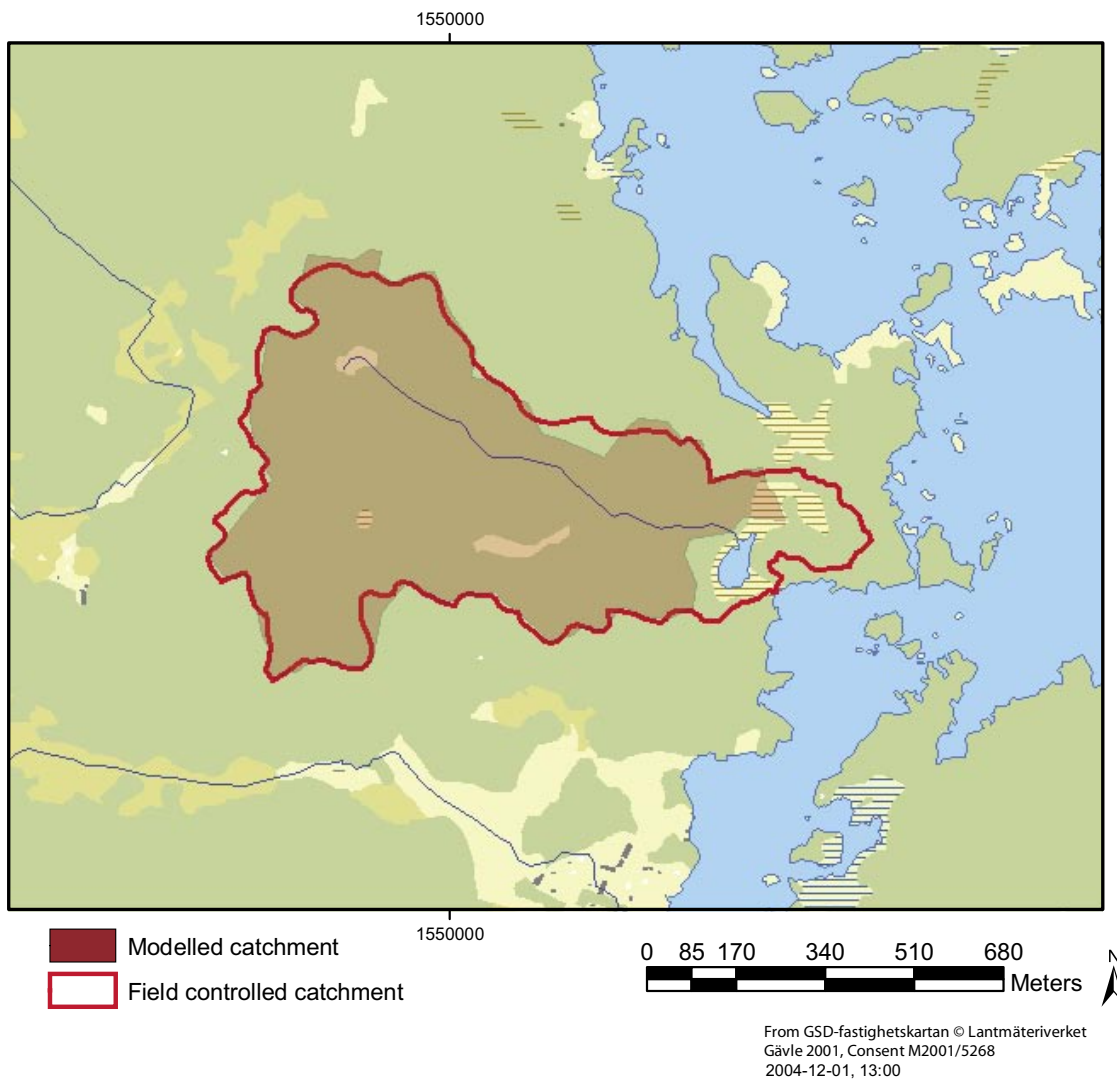 1550000
1550000
Modelled catchment
Field controlled catchment
0 85 170 340 510 680
Meters
N
From GSD-fastighetskartan © Lantmäteriverket
Gävle 2001, Consent M2001/5268
2004-12-01, 13:00